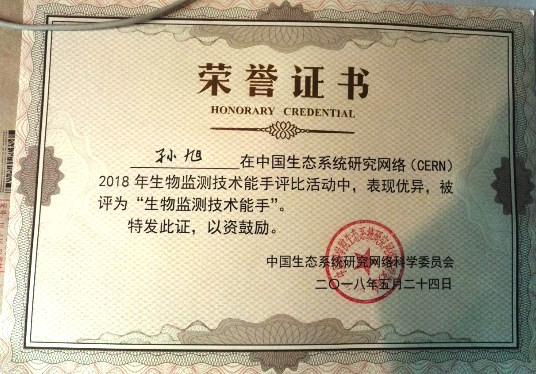 荣誉证书
HONORARY CREDENTIAL
孙旭 在中国生态系统研究网络（CERN）
2018年生物监测技术能手评比活动中，表现优异，被
评为“生物监测技术能手”。
特发此证，以资鼓励。
中国生态系统研究网络科学委员会
二〇一八年五月二十四日